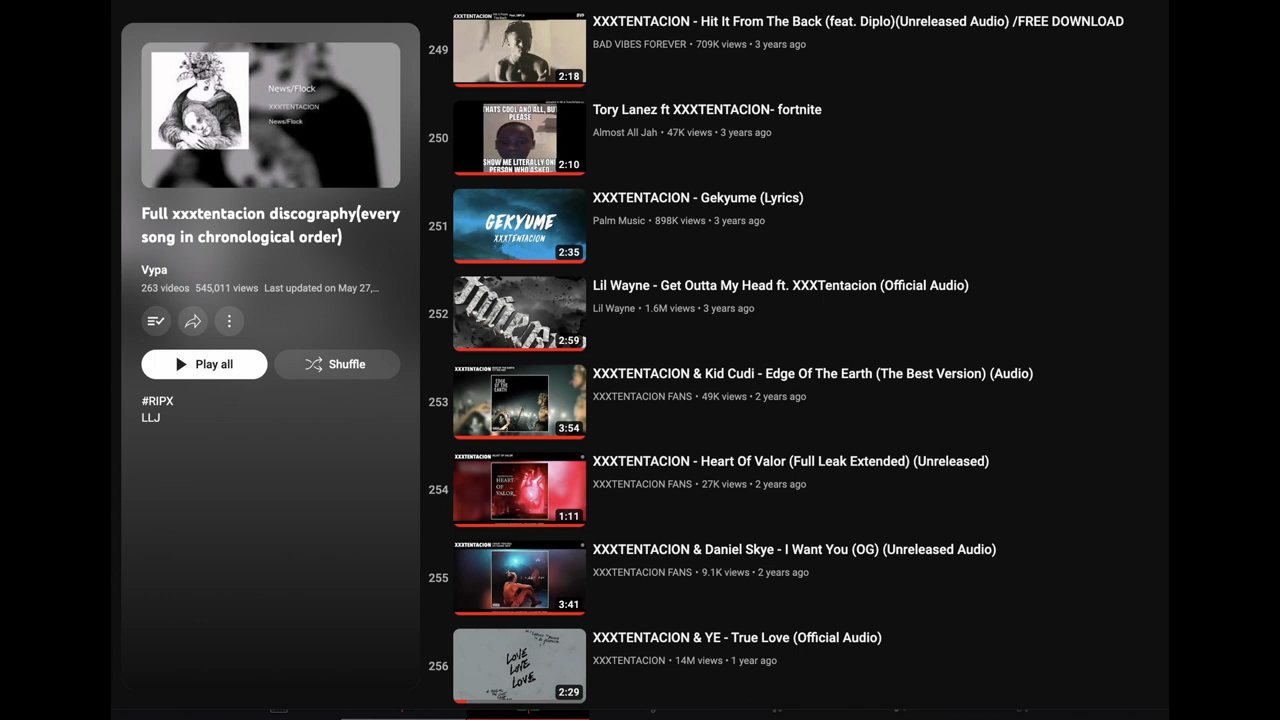 News/Flock
XXXTENTACION
News/Flock
Full xxxtentacion discography(every
song in chronological order)
Vypa
263 videos 545,011 views Last updated on May 27,...
Play all
Shuffle
#RIPX
LLJ
249
2:18
XXXTENTACION - Hit It From The Back (feat. Diplo)(Unreleased Audio) /FREE DOWNLOAD
BAD VIBES FOREVER • 709K views • 3 years ago
250
THATS COOL AND ALL, BUT
PLEASE
SHOW ME LITERALLY ONE
PERSON WHO ASKED
2:10
Tory Lanez ft XXXTENTACION- fortnite
Almost All Jah • 47K views • 3 years ago
251
GEKYUME
XXXTENTACION
2:35
XXXTENTACION - Gekyume (Lyrics)
Palm Music • 898K views • 3 years ago
252
2:59
Lil Wayne - Get Outta My Head ft. XXXTentacion (Official Audio)
Lil Wayne • 1.6M views • 3 years ago
253
XXXTENTACION
EDGE
OF THE
EARTH
3:54
XXXTENTACION & Kid Cudi - Edge Of The Earth (The Best Version) (Audio)
XXXTENTACION FANS • 49K views • 2 years ago
254
XXXTENTACION HEART OF VALOR
HEART
OF
VALOR
1:11
XXXTENTACION - Heart Of Valor (Full Leak Extended) (Unreleased)
XXXTENTACION FANS • 27K views • 2 years ago
255
XXXTENTACION
3:41
XXXTENTACION & Daniel Skye - I Want You (OG) (Unreleased Audio)
XXXTENTACION FANS • 9.1K views • 2 years ago
256
LOVE
LOVE
LOVE
2:29
XXXTENTACION & YE - True Love (Official Audio)
XXXTENTACION • 14M views • 1 year ago